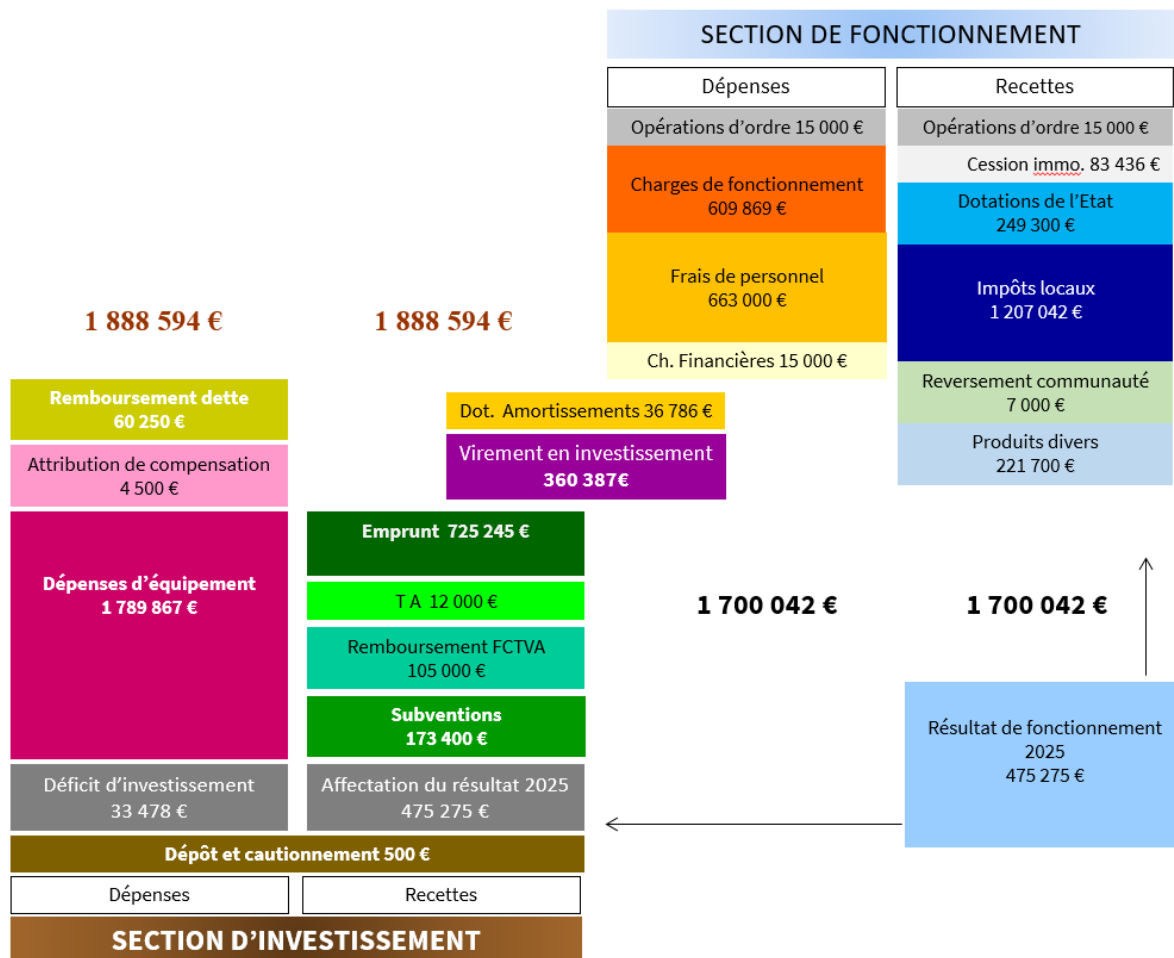 SECTION DE FONCTIONNEMENT
Dépenses
Recettes
Opérations d’ordre 15 000 €
Opérations d’ordre 15 000 €
Cession immo. 83 436 €
Charges de fonctionnement
609 869 €
Dotations de l’Etat
249 300 €
Frais de personnel
663 000 €
Impôts locaux
1 207 042 €
1 888 594 €
1 888 594 €
Ch. Financières 15 000 €
Reversement communauté
7 000 €
Remboursement dette
60 250 €
Dot.  Amortissements 36 786 €
Produits divers
221 700 €
Virement en investissement
360 387€
Attribution de compensation
4 500 €
Emprunt  725 245 €
Dépenses d’équipement
1 789 867 €
T A  12 000 €
1 700 042 €
1 700 042 €
Remboursement FCTVA
105 000 €
Subventions
173 400 €
Résultat de fonctionnement
2025
475 275 €
Déficit d’investissement
33 478 €
Affectation du résultat 2025
475 275 €
Dépôt et cautionnement 500 €
Dépenses
Recettes
SECTION D’INVESTISSEMENT